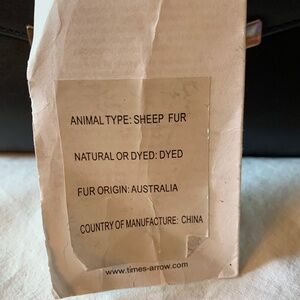 ANIMAL TYPE: SHEEP FUR
NATURAL OR DYED: DYED
FUR ORIGIN: AUSTRALIA
COUNTRY OF MANUFACTURE: CHINA
www.times-arrow.com